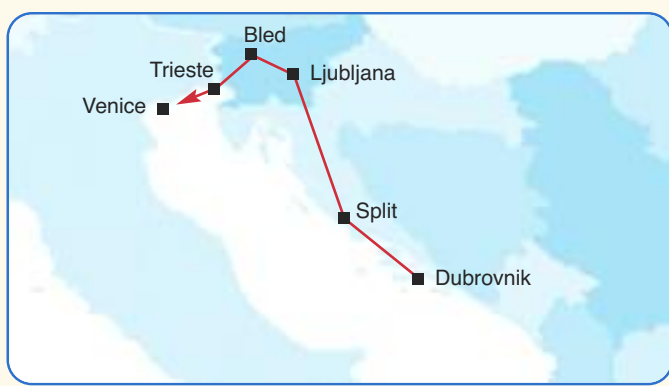 Bled
Trieste
Ljubljana
Venice
Split
Dubrovnik